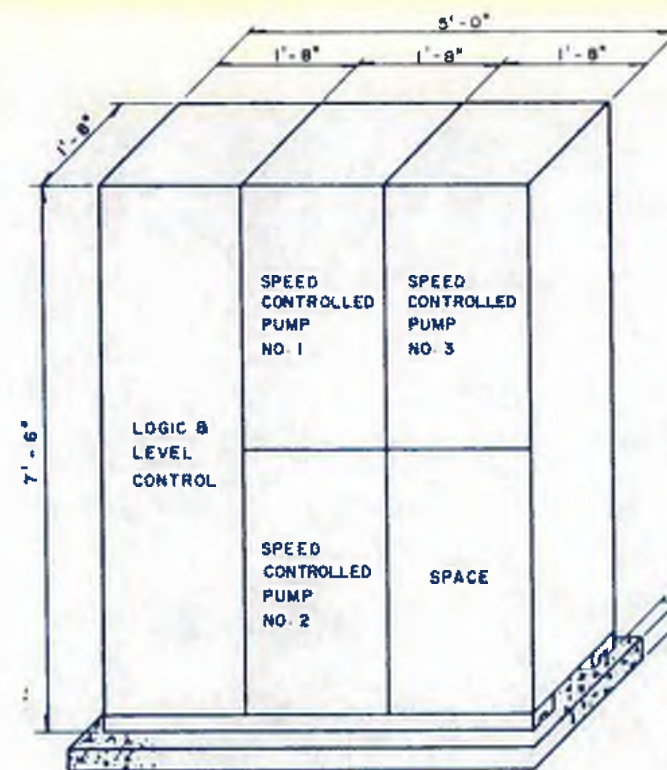 5'-0"
1'-8" 1'-8" 1'-8"
1'-8"
7'-6"
LOGIC &
LEVEL
CONTROL
SPEED
CONTROLLED
PUMP
NO. 1
SPEED
CONTROLLED
PUMP
NO. 3
SPEED
CONTROLLED
PUMP
NO. 2
SPACE